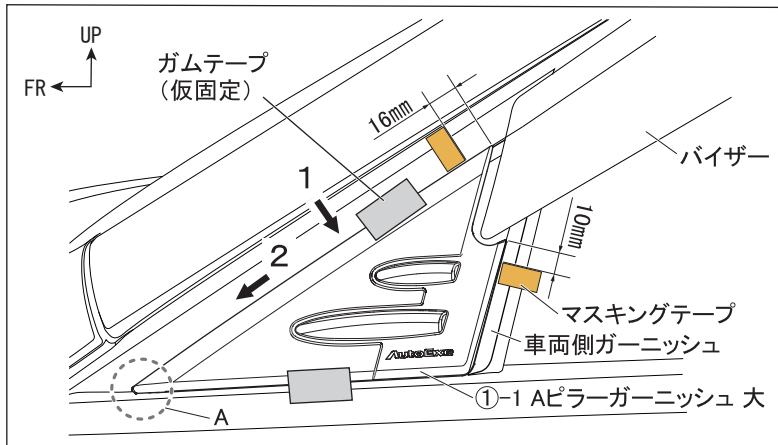 UP
FR
ガムテープ
（仮固定）
16mm
バイザー
1
2
10mm
マスキングテープ
車両側ガーニッシュ
AutoExe
①-1 Aピラーガーニッシュ 大
A